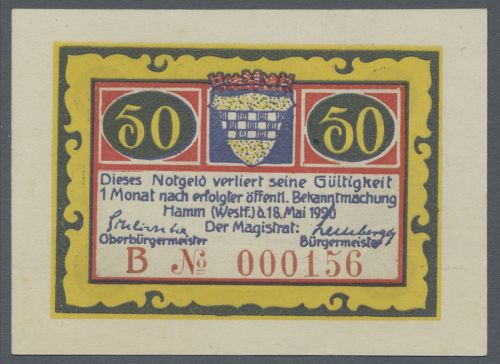 50 50
Dieses Notgeld verliert seine Gültigkeit
1 Monat nach erfolgter öffentl. Bekanntmachung
Hamm (Westf.) d. 18. Mai 1920
Der Magistrat:
Oberbürgermeister Bürgermeister
B № 000156